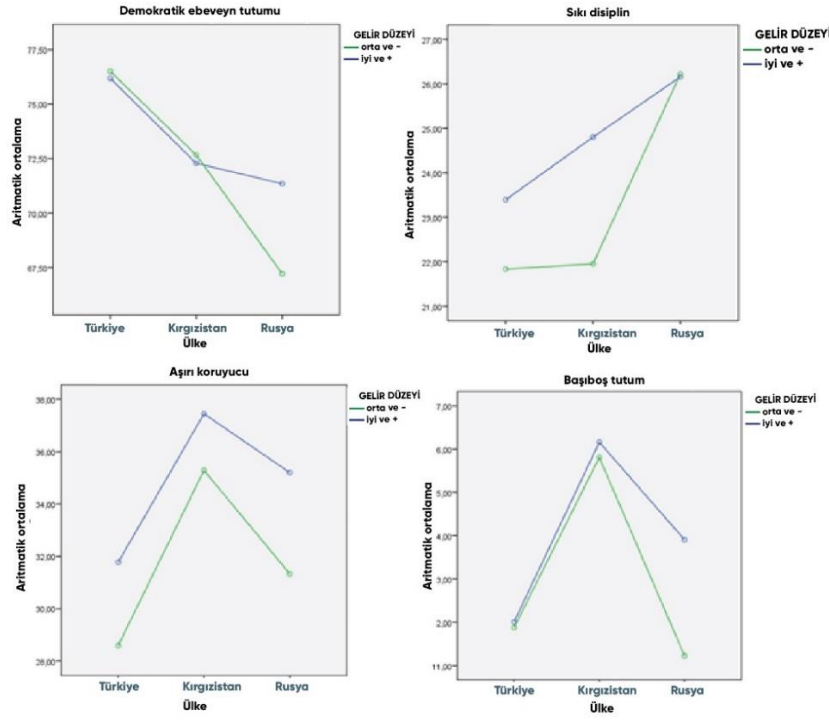 Demokratik ebeveyn tutumu
GELİR DÜZEYİ
orta ve -
iyi ve +
77,50
75,00
72,50
70,00
67,50
Aritmatik ortalama
Türkiye Kırgızistan Rusya
Ülke
Sıkı disiplin
GELİR DÜZEYİ
orta ve -
iyi ve +
27,00
26,00
25,00
24,00
23,00
22,00
21,00
Aritmatik ortalama
Türkiye Kırgızistan Rusya
Ülke
Aşırı koruyucu
GELİR DÜZEYİ
orta ve -
iyi ve +
38,00
36,00
34,00
32,00
30,00
28,00
Aritmatik ortalama
Türkiye Kırgızistan Rusya
Ülke
Başıboş tutum
GELİR DÜZEYİ
orta ve -
iyi ve +
7,00
6,00
5,00
4,00
3,00
2,00
11,00
Aritmatik ortalama
Türkiye Kırgızistan Rusya
Ülke